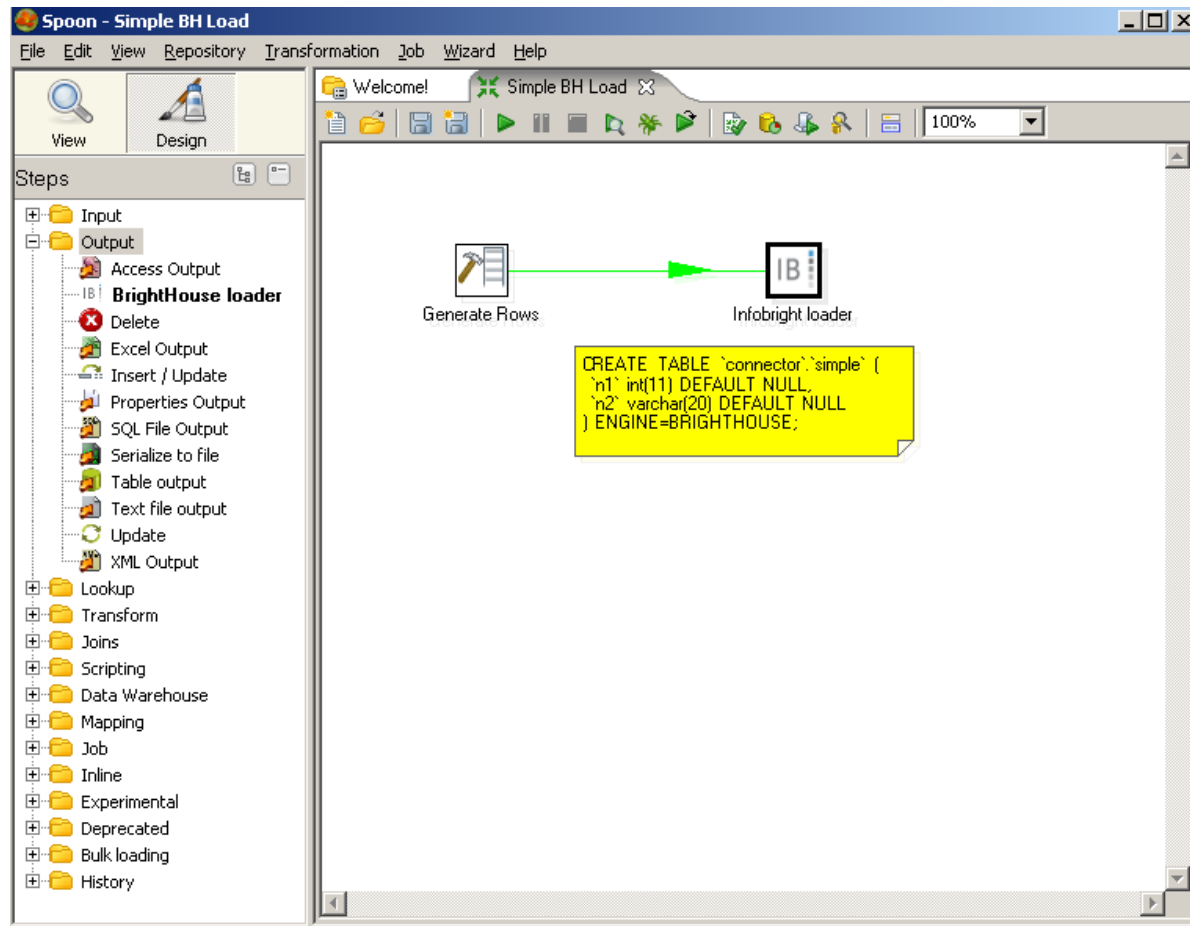 Spoon - Simple BH Load
File Edit View Repository Transformation Job Wizard Help
View Design
Welcome! Simple BH Load
100%
Steps
Input
Output
Access Output
IB BrightHouse loader
Delete
Excel Output
Insert / Update
Properties Output
SQL File Output
Serialize to file
Table output
Text file output
Update
XML Output
Lookup
Transform
Joins
Scripting
Data Warehouse
Mapping
Job
Inline
Experimental
Deprecated
Bulk loading
History
IB
Generate Rows
Infobright loader
CREATE TABLE `connector`.`simple` (
`n1` int(11) DEFAULT NULL,
`n2` varchar(20) DEFAULT NULL
) ENGINE=BRIGHTHOUSE;